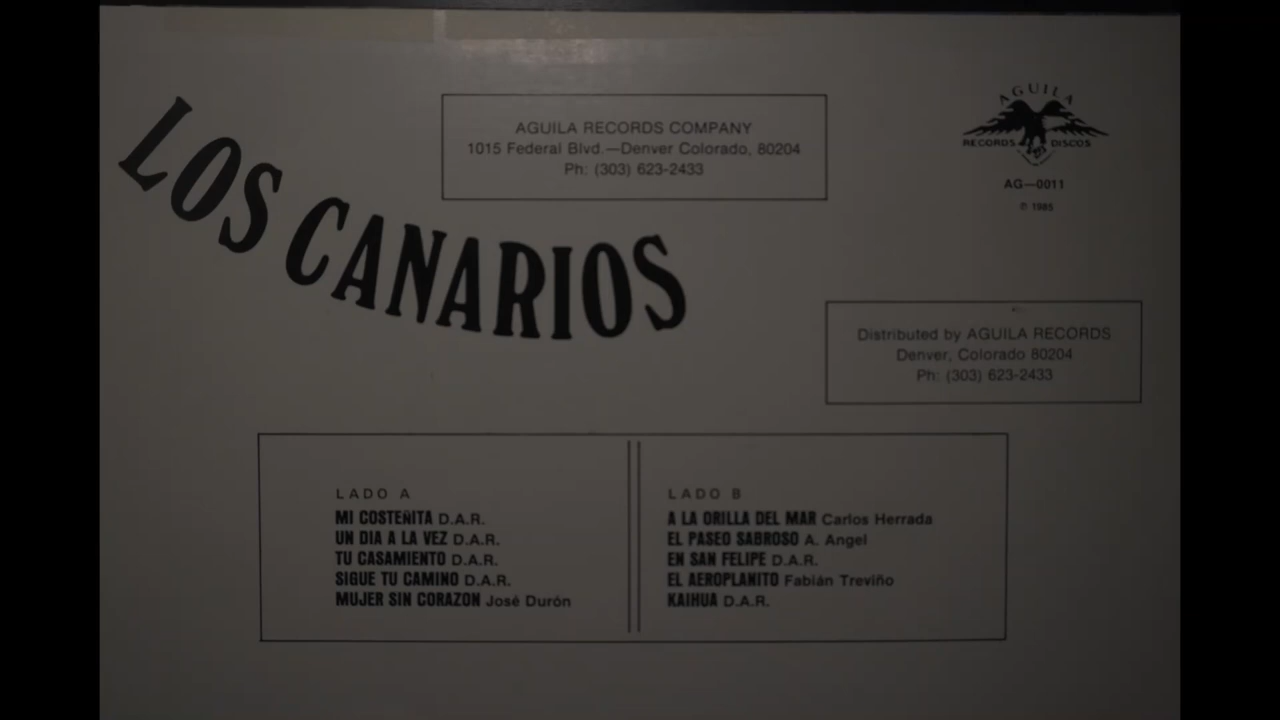 LOS CANARIOS
AGUILA RECORDS COMPANY
1015 Federal Blvd.—Denver Colorado, 80204
Ph: (303) 623-2433
AGUILA
RECORDS DISCOS
AG—0011
℗ 1985
Distributed by AGUILA RECORDS
Denver, Colorado 80204
Ph: (303) 623-2433
LADO A
MI COSTEÑITA D.A.R.
UN DIA A LA VEZ D.A.R.
TU CASAMIENTO D.A.R.
SIGUE TU CAMINO D.A.R.
MUJER SIN CORAZON José Durón
LADO B
A LA ORILLA DEL MAR Carlos Herrada
EL PASEO SABROSO A. Angel
EN SAN FELIPE D.A.R.
EL AEROPLANITO Fabián Treviño
KAIHUA D.A.R.